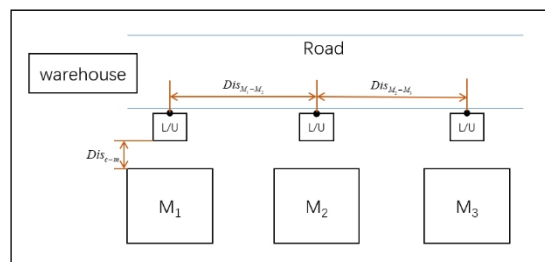 Road
warehouse
Dis_{M_1-M_2}
Dis_{M_2-M_3}
L/U
L/U
L/U
Dis_{e-m}
M_1
M_2
M_3